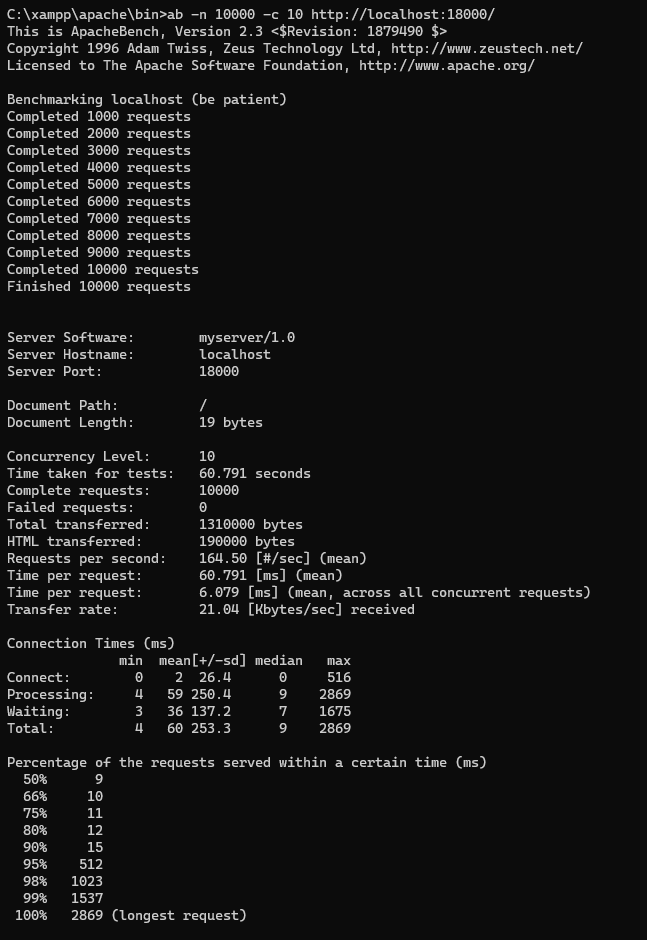 C:\xampp\apache\bin>ab -n 10000 -c 10 http://localhost:18000/
This is ApacheBench, Version 2.3 <$Revision: 1879490 $>
Copyright 1996 Adam Twiss, Zeus Technology Ltd, http://www.zeustech.net/
Licensed to The Apache Software Foundation, http://www.apache.org/

Benchmarking localhost (be patient)
Completed 1000 requests
Completed 2000 requests
Completed 3000 requests
Completed 4000 requests
Completed 5000 requests
Completed 6000 requests
Completed 7000 requests
Completed 8000 requests
Completed 9000 requests
Completed 10000 requests
Finished 10000 requests


Server Software:        myserver/1.0
Server Hostname:        localhost
Server Port:            18000

Document Path:          /
Document Length:        19 bytes

Concurrency Level:      10
Time taken for tests:   60.791 seconds
Complete requests:      10000
Failed requests:        0
Total transferred:      1310000 bytes
HTML transferred:       190000 bytes
Requests per second:    164.50 [#/sec] (mean)
Time per request:       60.791 [ms] (mean)
Time per request:       6.079 [ms] (mean, across all concurrent requests)
Transfer rate:          21.04 [Kbytes/sec] received

Connection Times (ms)
              min  mean[+/-sd] median   max
Connect:        0    2  26.4      0     516
Processing:     4   59 250.4      9    2869
Waiting:        3   36 137.2      7    1675
Total:          4   60 253.3      9    2869

Percentage of the requests served within a certain time (ms)
  50%      9
  66%     10
  75%     11
  80%     12
  90%     15
  95%    512
  98%   1023
  99%   1537
 100%   2869 (longest request)